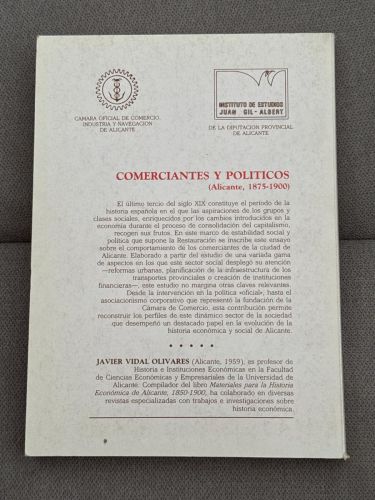 CAMARA OFICIAL DE COMERCIO,
INDUSTRIA Y NAVEGACION
DE ALICANTE
INSTITUTO DE ESTUDIOS
JUAN GIL-ALBERT
DE LA DIPUTACION PROVINCIAL
DE ALICANTE
COMERCIANTES Y POLITICOS
(Alicante, 1875-1900)
El último tercio del siglo XIX constituye el período de la
historia española en el que las aspiraciones de los grupos y
clases sociales, enriquecidos por los cambios introducidos en la
economía durante el proceso de consolidación del capitalismo,
recogen sus frutos. En este marco de estabilidad social y
política que supone la Restauración se inscribe este ensayo
sobre el comportamiento de los comerciantes de la ciudad de
Alicante. Elaborado a partir del estudio de una variada gama
de aspectos en los que este sector social desplegó su atención
—reformas urbanas, planificación de la infraestructura de los
transportes provinciales o creación de instituciones
financieras—, este estudio no margina otras claves relevantes.
Desde la intervención en la política «oficial», hasta el
asociacionismo corporativo que representó la fundación de la
Cámara de Comercio, esta contribución permite
reconstruir los perfiles de este dinámico sector de la sociedad
que desempeñó un destacado papel en la evolución de la
historia económica y social de Alicante.
• • • • •
JAVIER VIDAL OLIVARES (Alicante, 1959), es profesor de
Historia e Instituciones Económicas en la Facultad
de Ciencias Económicas y Empresariales de la Universidad de
Alicante. Compilador del libro Materiales para la Historia
Económica de Alicante, 1850-1900, ha colaborado en diversas
revistas especializadas con trabajos e investigaciones sobre
historia económica.